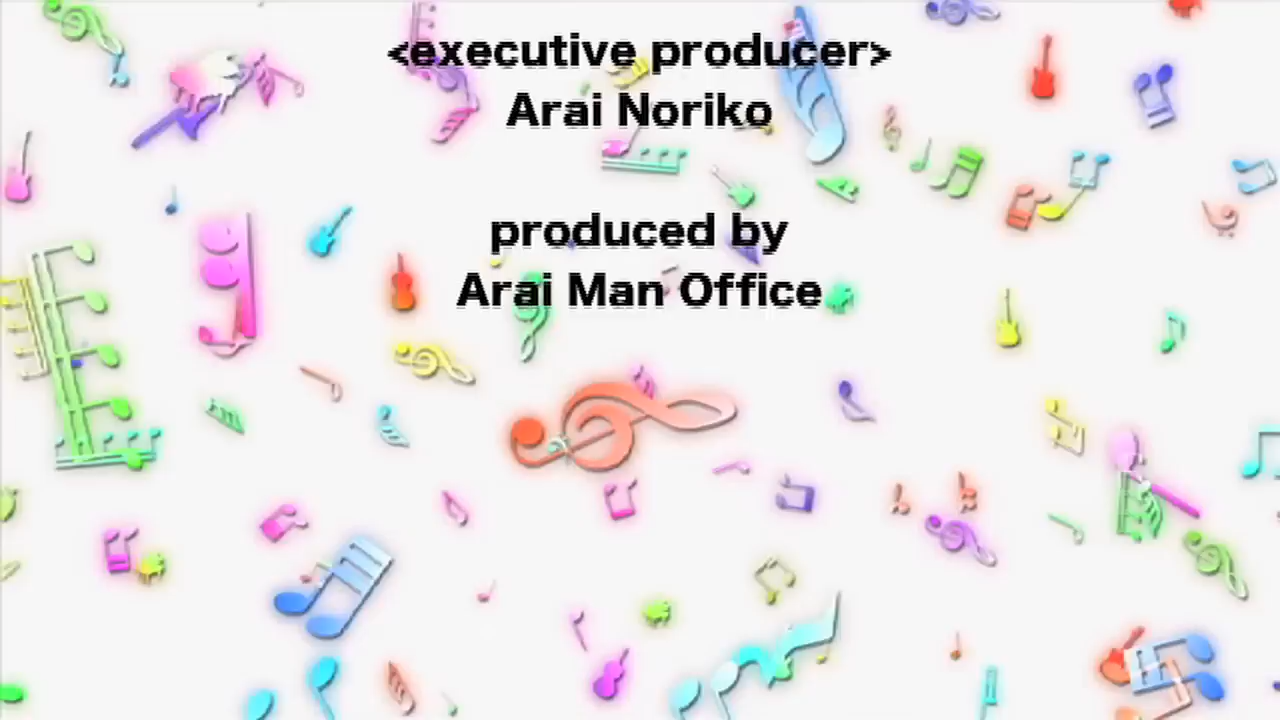 <executive producer>
Arai Noriko
produced by
Arai Man Office